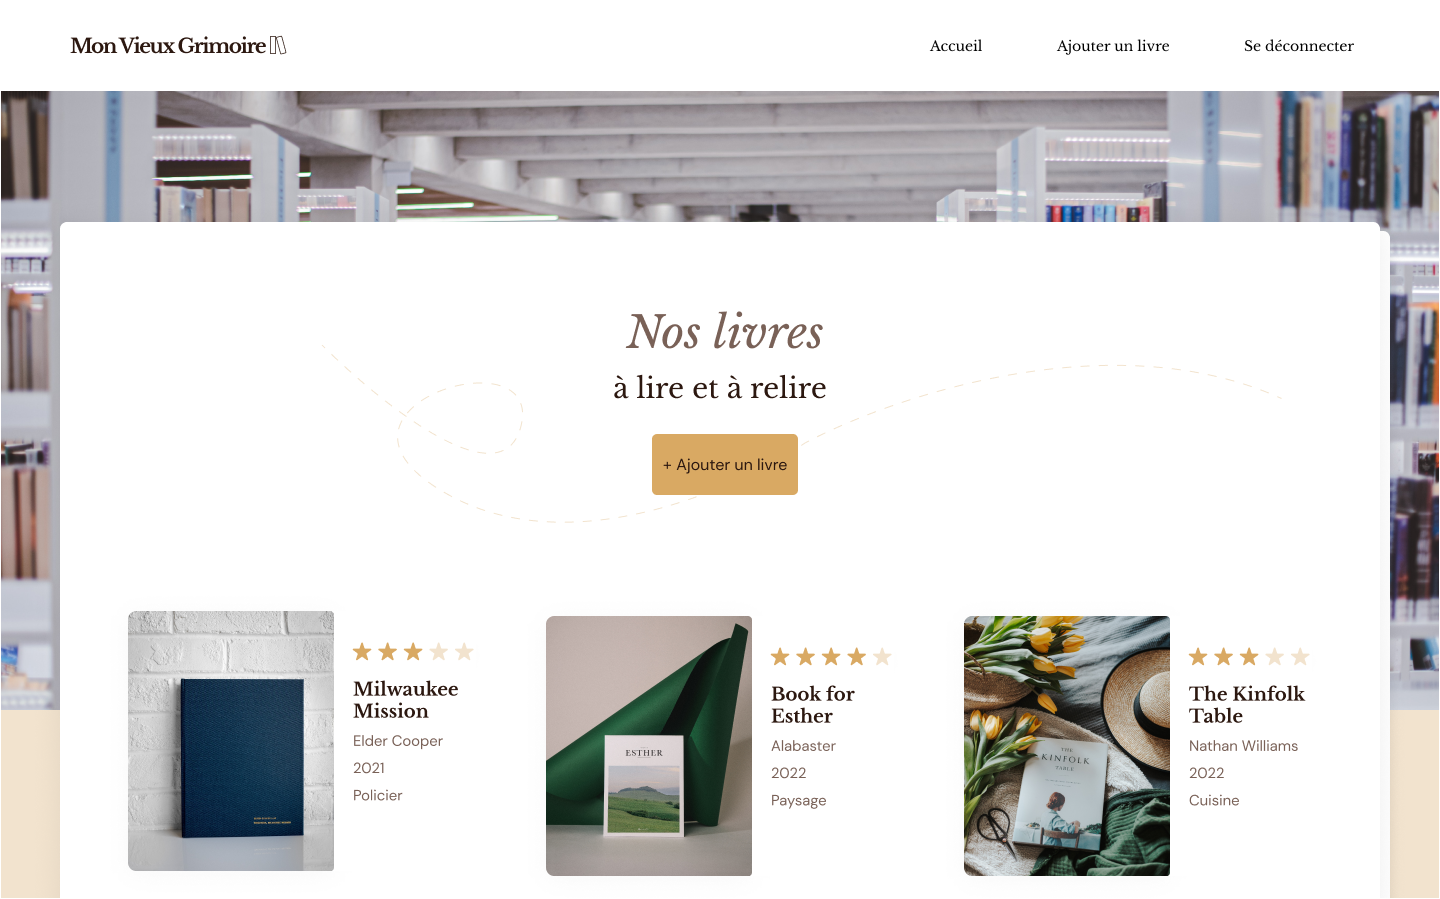 Mon Vieux Grimoire
Accueil
Ajouter un livre
Se déconnecter
Nos livres
à lire et à relire
+ Ajouter un livre
Milwaukee
Mission
Elder Cooper
2021
Policier
ESTHER
Book for
Esther
Alabaster
2022
Paysage
THE
KINFOLK
TABLE
The Kinfolk
Table
Nathan Williams
2022
Cuisine